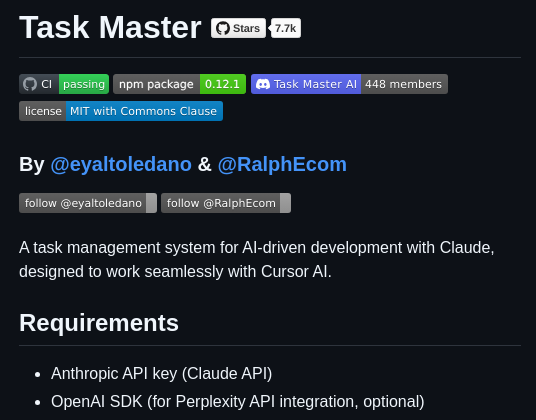 Task Master Stars 7.7k
CI passing npm package 0.12.1 Task Master AI 448 members
license MIT with Commons Clause
By @eyaltoledano & @RalphEcom
follow @eyaltoledano follow @RalphEcom
A task management system for AI-driven development with Claude,
designed to work seamlessly with Cursor AI.
Requirements
• Anthropic API key (Claude API)
• OpenAI SDK (for Perplexity API integration, optional)